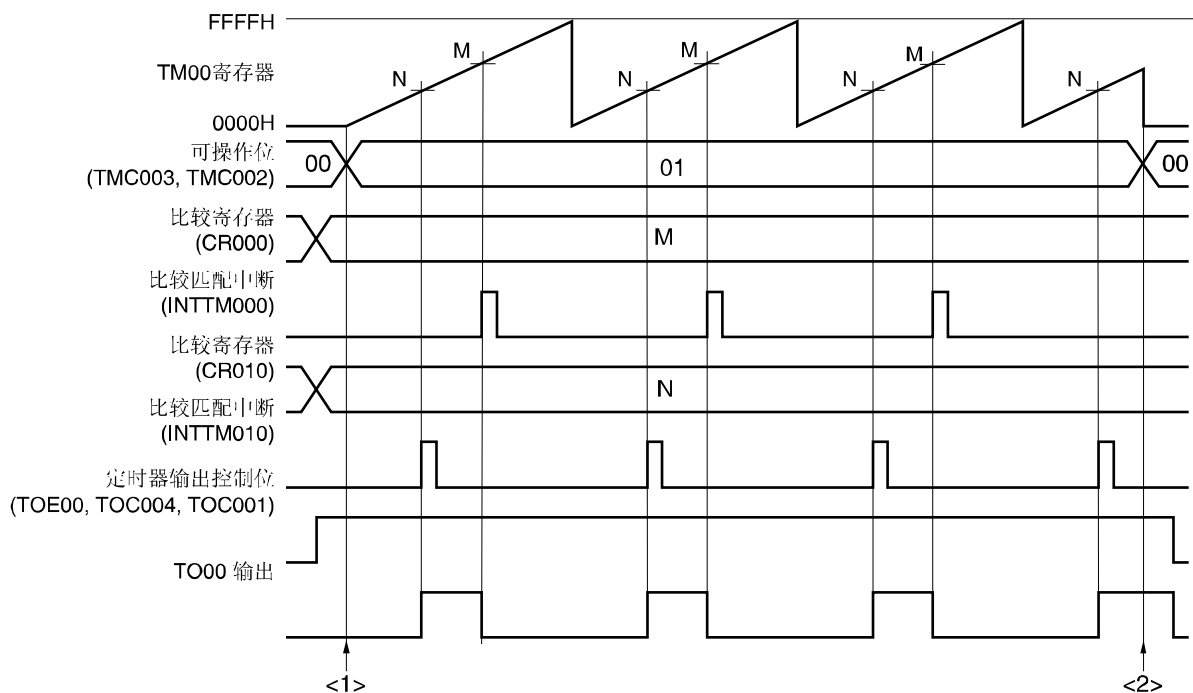 FFFFH
TM00寄存器
0000H
N M N M N M N
可操作位
(TMC003, TMC002)
00 01 00
比较寄存器
(CR000)
M
比较匹配中断
(INTTM000)
比较寄存器
(CR010)
N
比较匹配中断
(INTTM010)
定时器输出控制位
(TOE00, TOC004, TOC001)
TO00 输出
<1> <2>